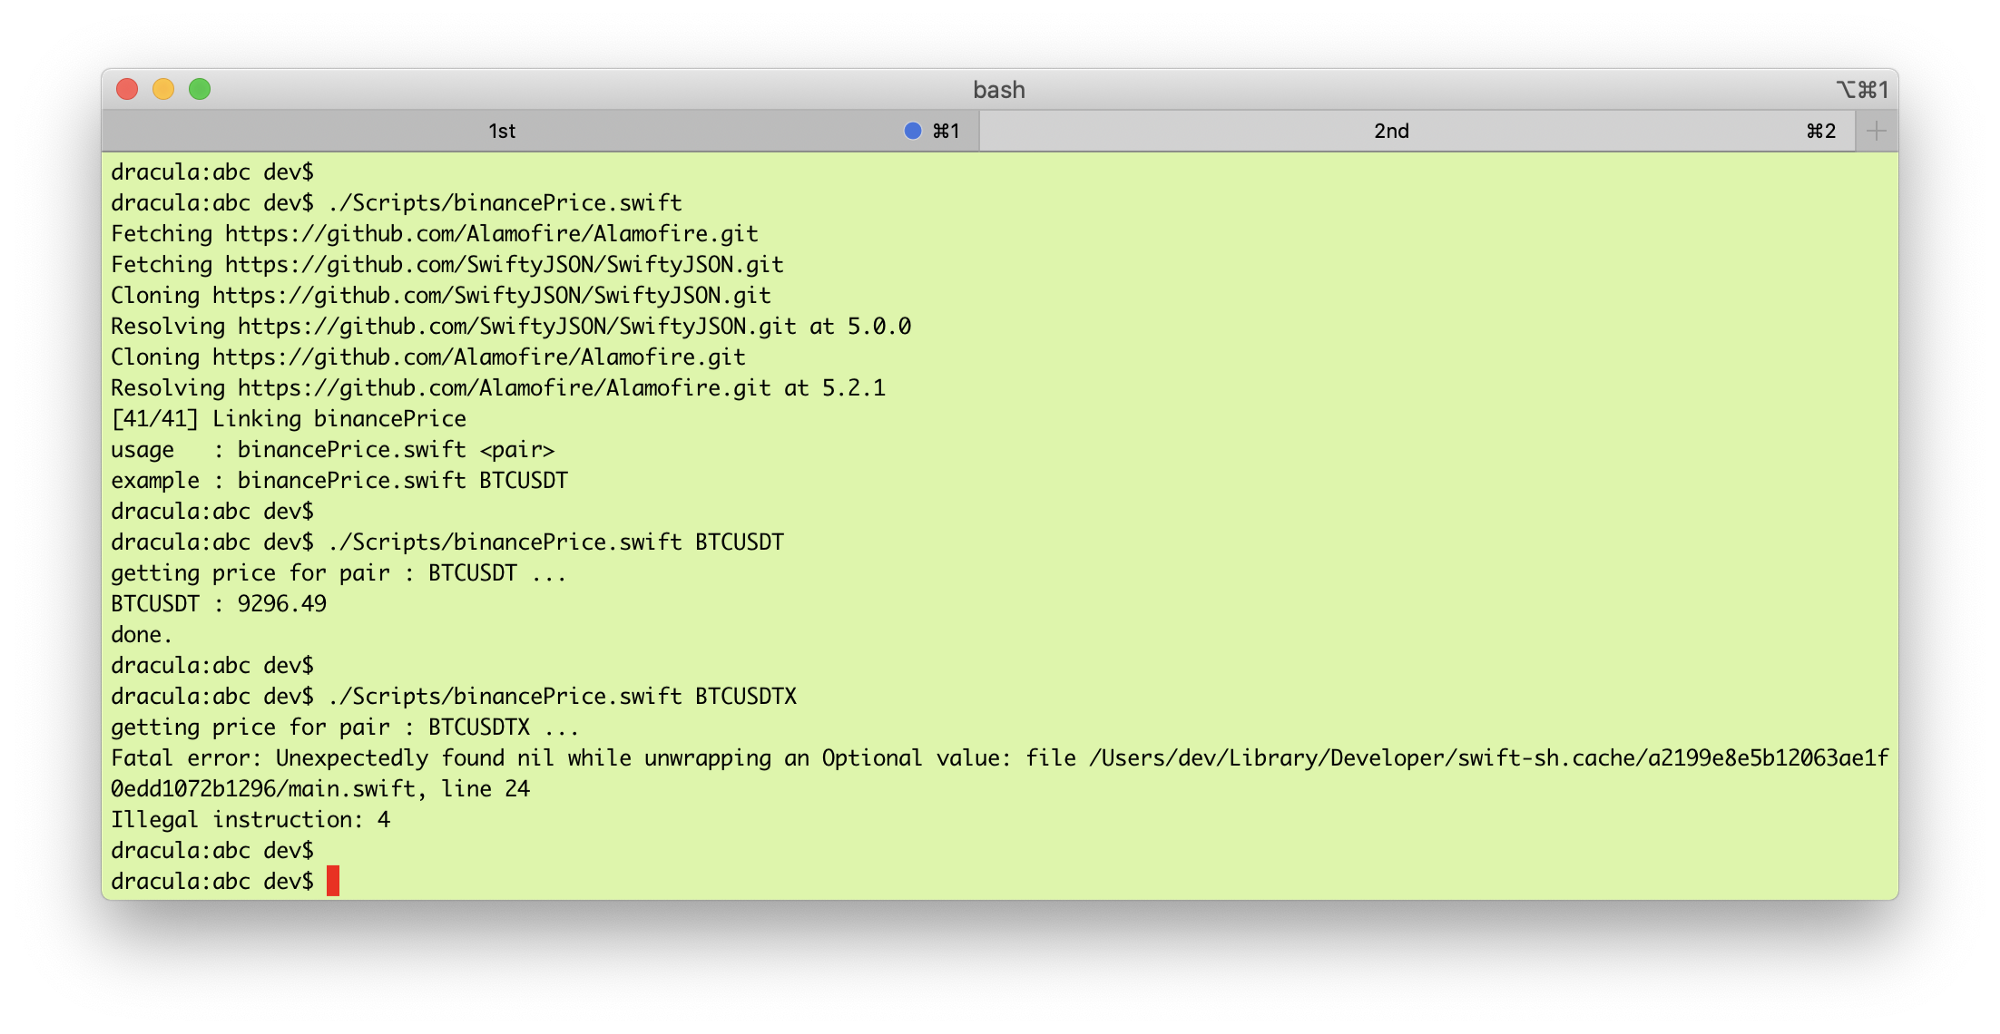 bash
⌥⌘1
1st ⌘1
2nd ⌘2
dracula:abc dev$
dracula:abc dev$ ./Scripts/binancePrice.swift
Fetching https://github.com/Alamofire/Alamofire.git
Fetching https://github.com/SwiftyJSON/SwiftyJSON.git
Cloning https://github.com/SwiftyJSON/SwiftyJSON.git
Resolving https://github.com/SwiftyJSON/SwiftyJSON.git at 5.0.0
Cloning https://github.com/Alamofire/Alamofire.git
Resolving https://github.com/Alamofire/Alamofire.git at 5.2.1
[41/41] Linking binancePrice
usage   : binancePrice.swift <pair>
example : binancePrice.swift BTCUSDT
dracula:abc dev$
dracula:abc dev$ ./Scripts/binancePrice.swift BTCUSDT
getting price for pair : BTCUSDT ...
BTCUSDT : 9296.49
done.
dracula:abc dev$
dracula:abc dev$ ./Scripts/binancePrice.swift BTCUSDTX
getting price for pair : BTCUSDTX ...
Fatal error: Unexpectedly found nil while unwrapping an Optional value: file /Users/dev/Library/Developer/swift-sh.cache/a2199e8e5b12063ae1f
0edd1072b1296/main.swift, line 24
Illegal instruction: 4
dracula:abc dev$
dracula:abc dev$